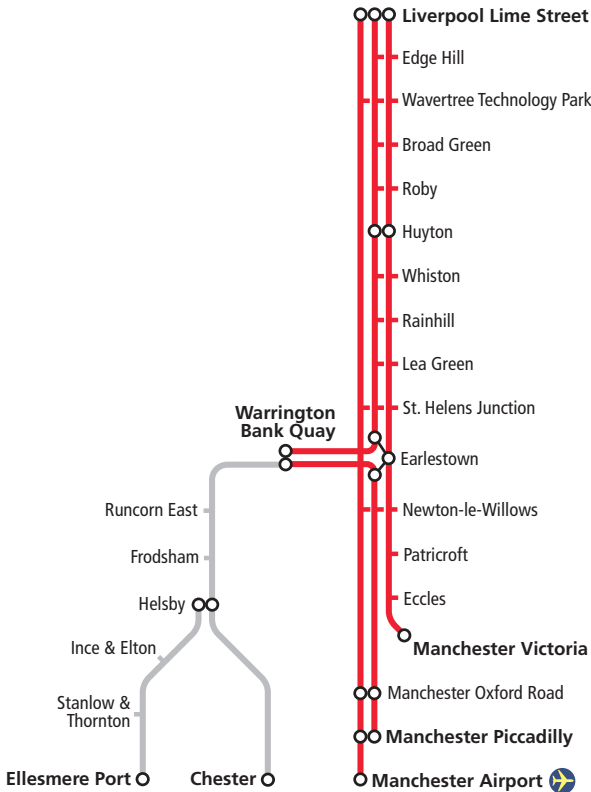 Liverpool Lime Street
Edge Hill
Wavertree Technology Park
Broad Green
Roby
Huyton
Whiston
Rainhill
Lea Green
St. Helens Junction
Warrington
Bank Quay
Earlestown
Runcorn East
Newton-le-Willows
Frodsham
Patricroft
Helsby
Eccles
Ince & Elton
Manchester Victoria
Stanlow &
Thornton
Manchester Oxford Road
Manchester Piccadilly
Ellesmere Port
Chester
Manchester Airport